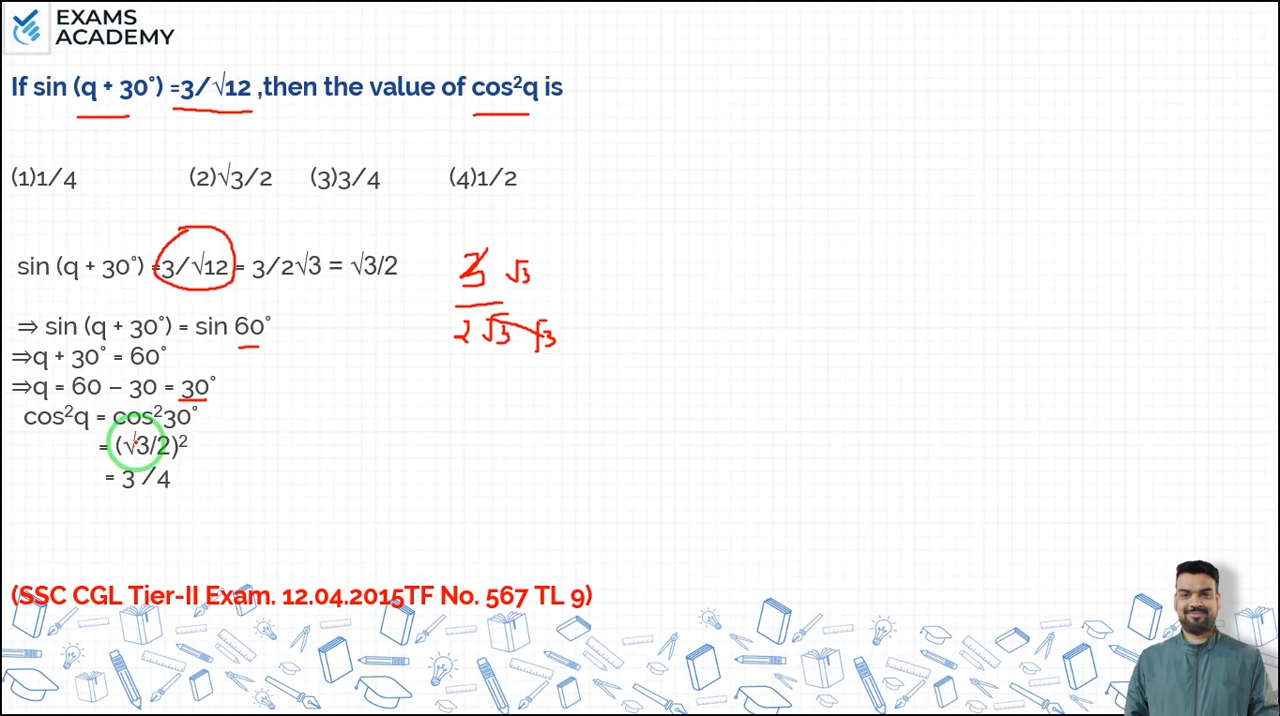 EXAMS
ACADEMY
If sin (q + 30°) =3/√12 ,then the value of cos²q is
(1)1/4 (2)√3/2 (3)3/4 (4)1/2
sin (q + 30°) =3/√12 = 3/2√3 = √3/2
3 √3
2 √3 √3
⇒ sin (q + 30°) = sin 60°
⇒q + 30° = 60°
⇒q = 60 – 30 = 30°
cos²q = cos²30°
= (√3/2)²
= 3/4
(SSC CGL Tier-II Exam. 12.04.2015TF No. 567 TL 9)